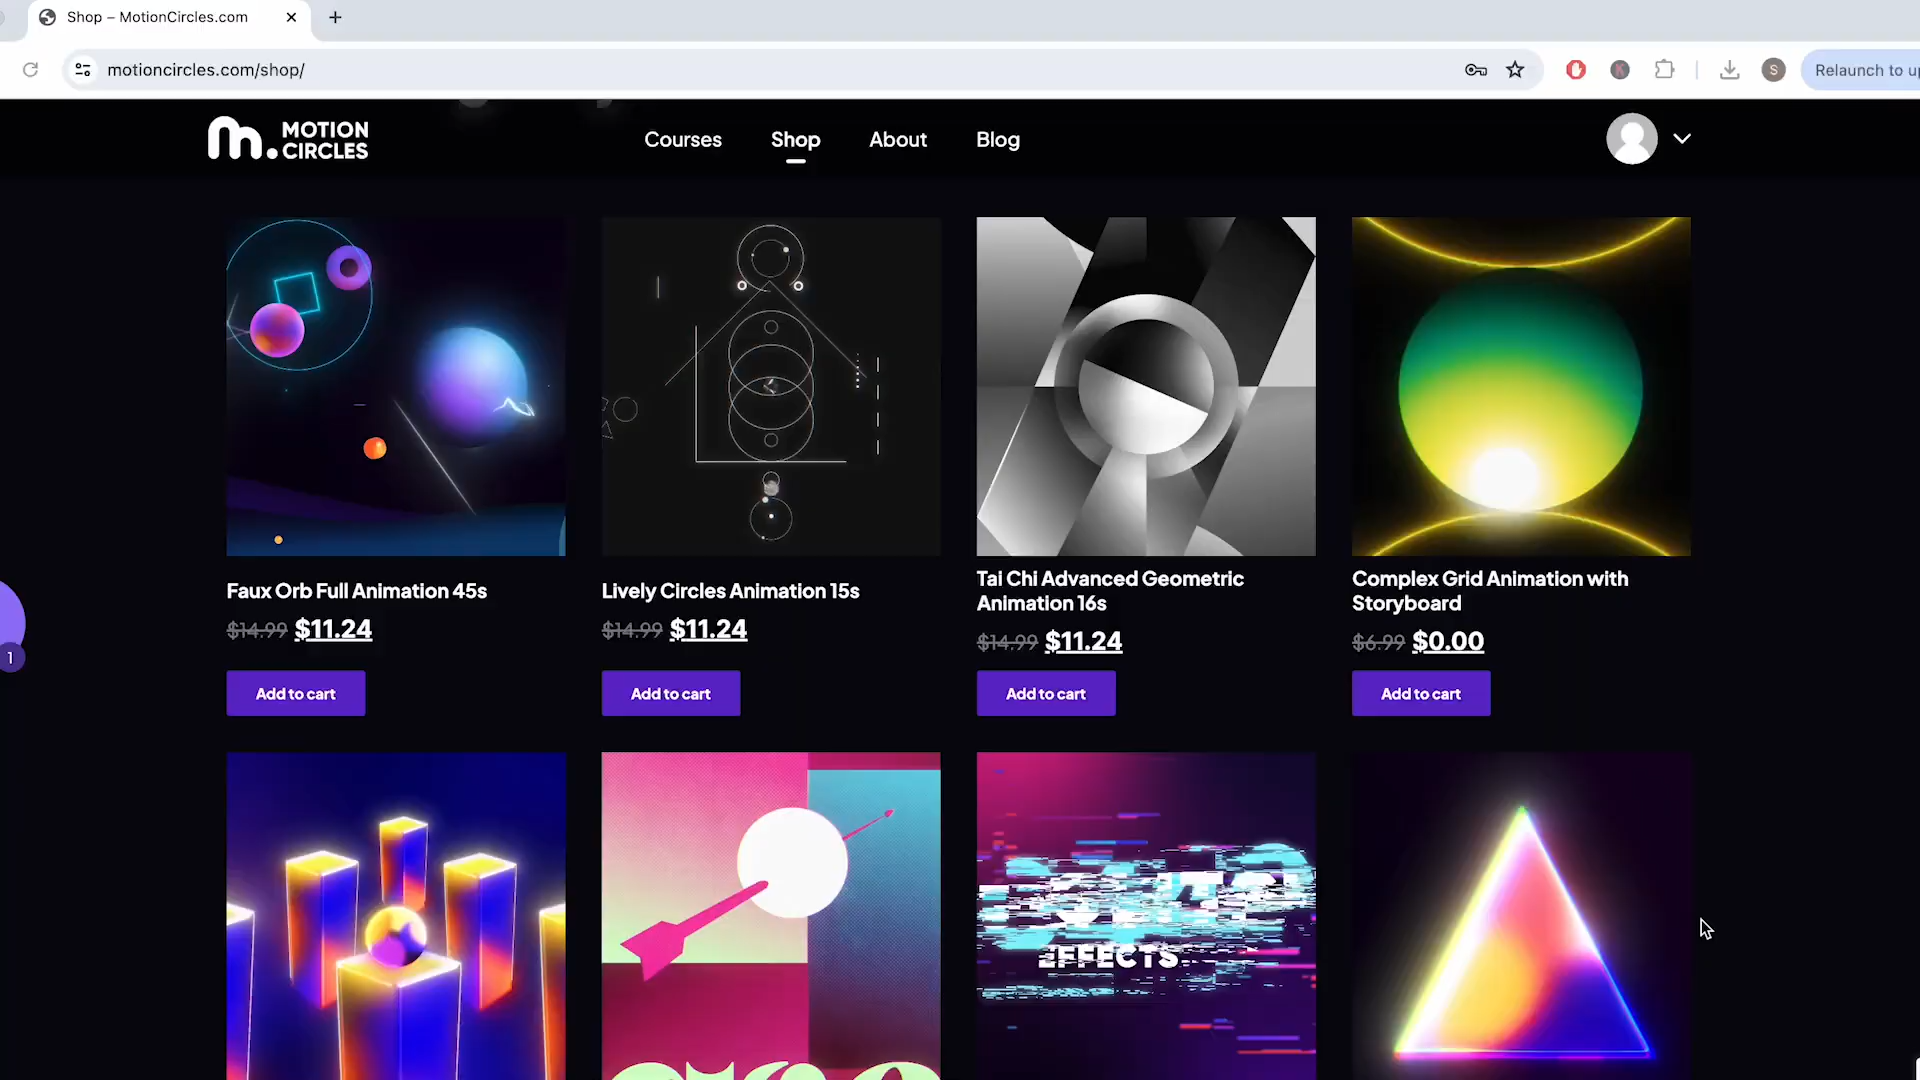 Shop – MotionCircles.com
motioncircles.com/shop/
K
S
Relaunch to up
m. MOTION
CIRCLES
Courses
Shop
About
Blog
Faux Orb Full Animation 45s
$14.99 $11.24
Add to cart
Lively Circles Animation 15s
$14.99 $11.24
Add to cart
Tai Chi Advanced Geometric
Animation 16s
$14.99 $11.24
Add to cart
Complex Grid Animation with
Storyboard
$6.99 $0.00
Add to cart
1
EFFECTS